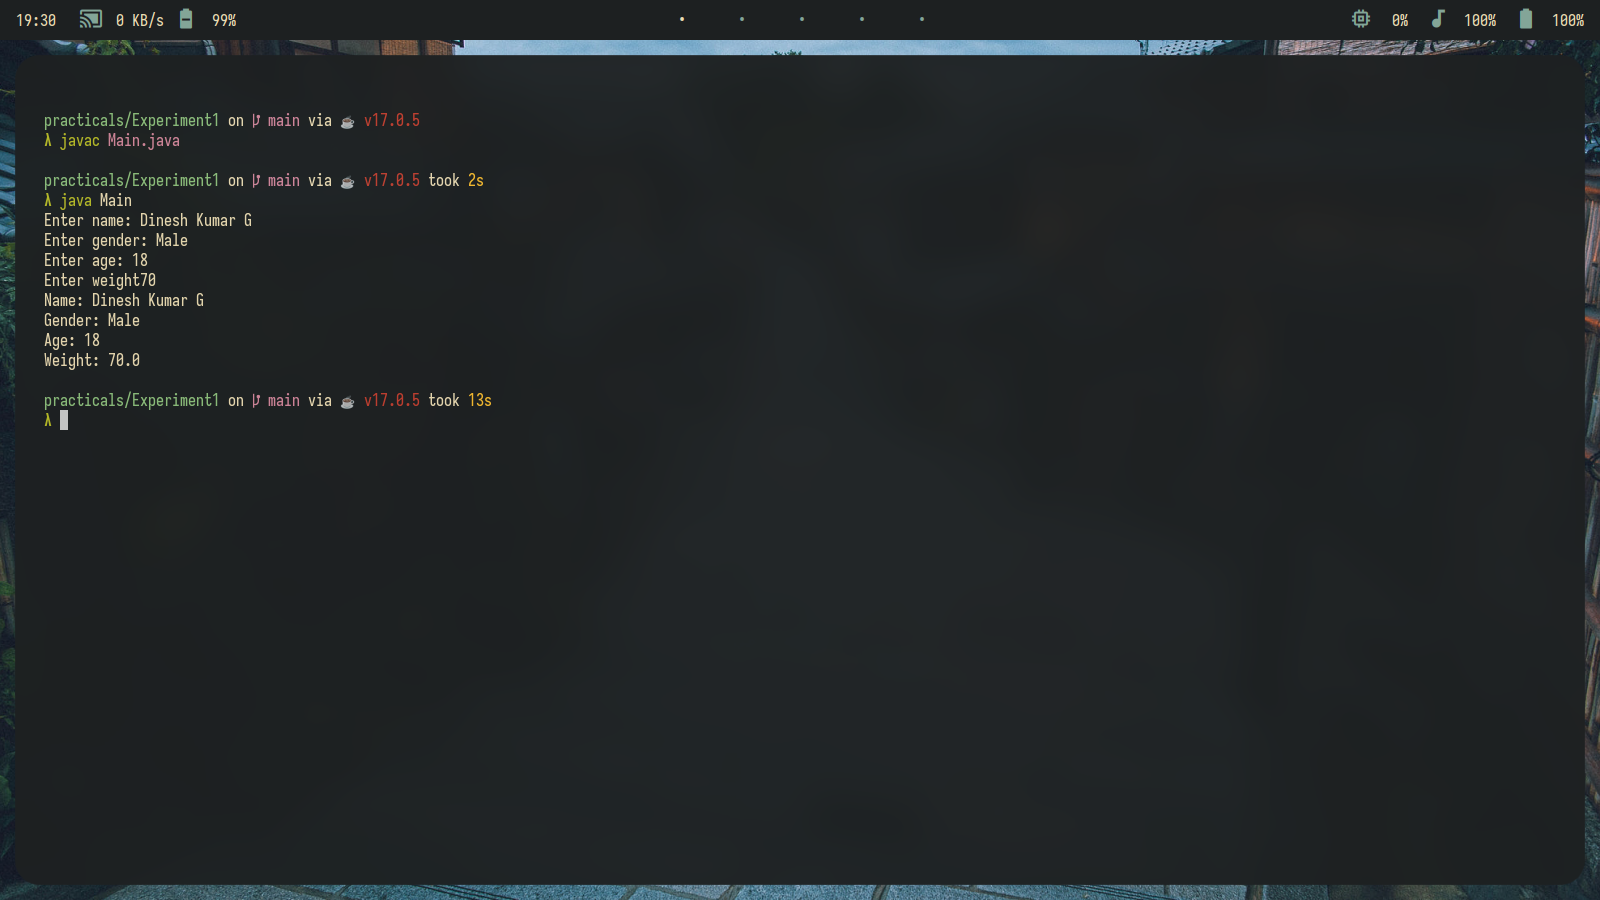 19:30 0 KB/s 99% 0% 100% 100%
practicals/Experiment1 on main via v17.0.5
λ javac Main.java
practicals/Experiment1 on main via v17.0.5 took 2s
λ java Main
Enter name: Dinesh Kumar G
Enter gender: Male
Enter age: 18
Enter weight70
Name: Dinesh Kumar G
Gender: Male
Age: 18
Weight: 70.0
practicals/Experiment1 on main via v17.0.5 took 13s
λ